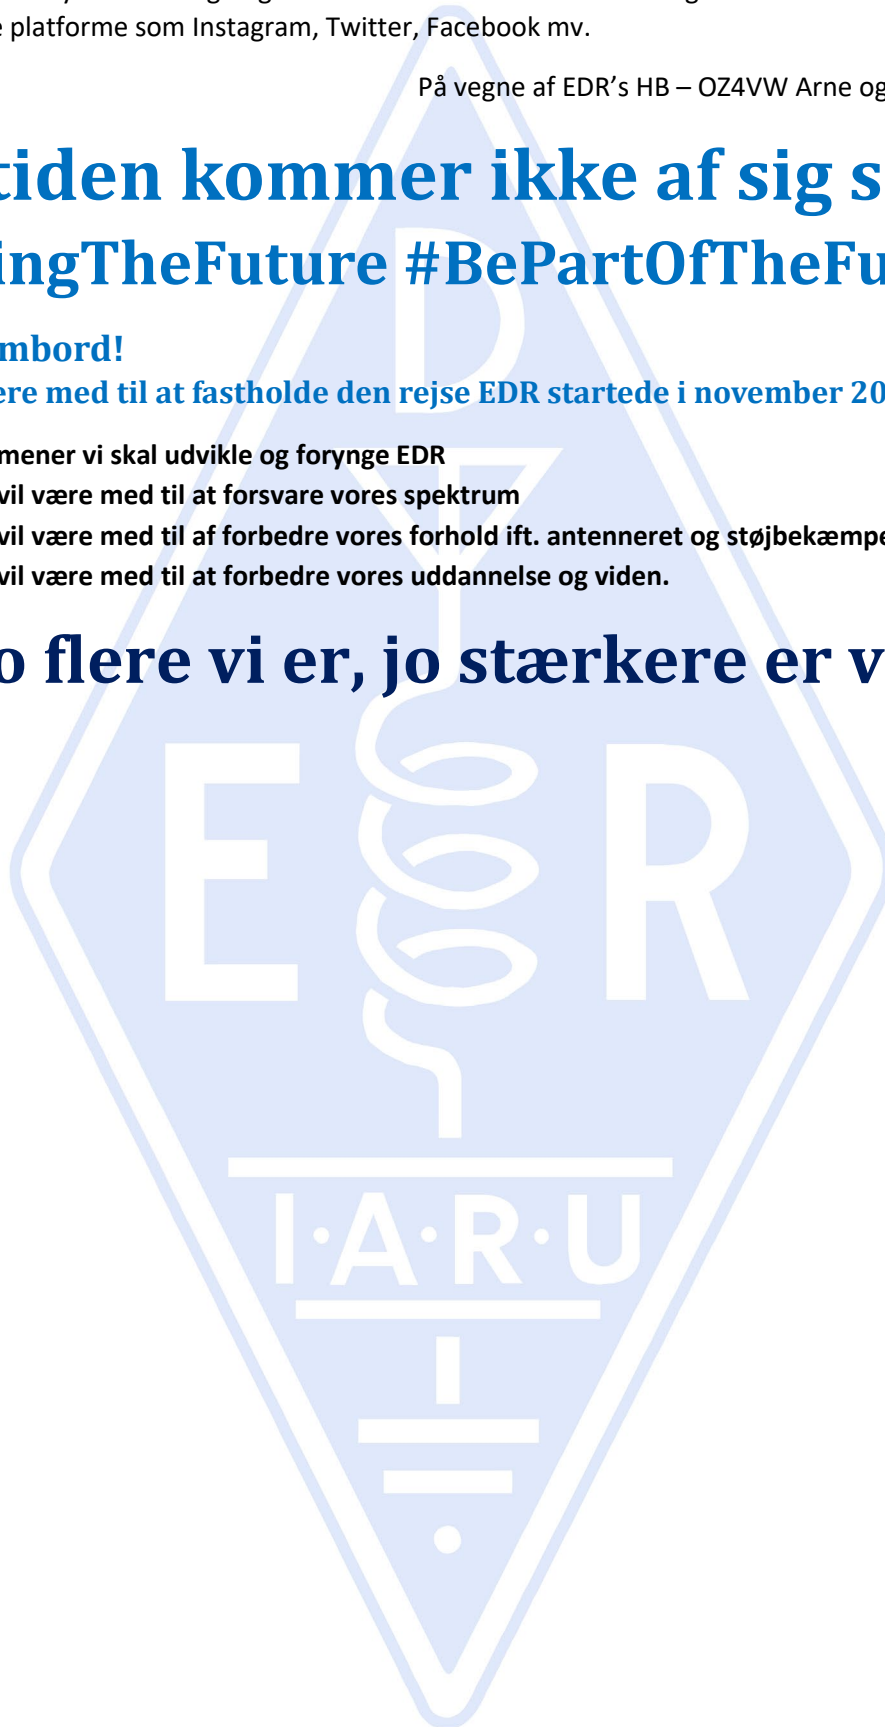 e platforme som Instagram, Twitter, Facebook mv.
På vegne af EDR's HB – OZ4VW Arne og
tiden kommer ikke af sig s
ingTheFuture #BePartOfTheFu
mbord!
ere med til at fastholde den rejse EDR startede i november 20
mener vi skal udvikle og forynge EDR
vil være med til at forsvare vores spektrum
vil være med til af forbedre vores forhold ift. antenneret og støjbekæmpe
vil være med til at forbedre vores uddannelse og viden.
o flere vi er, jo stærkere er v
D
E R
I·A·R·U